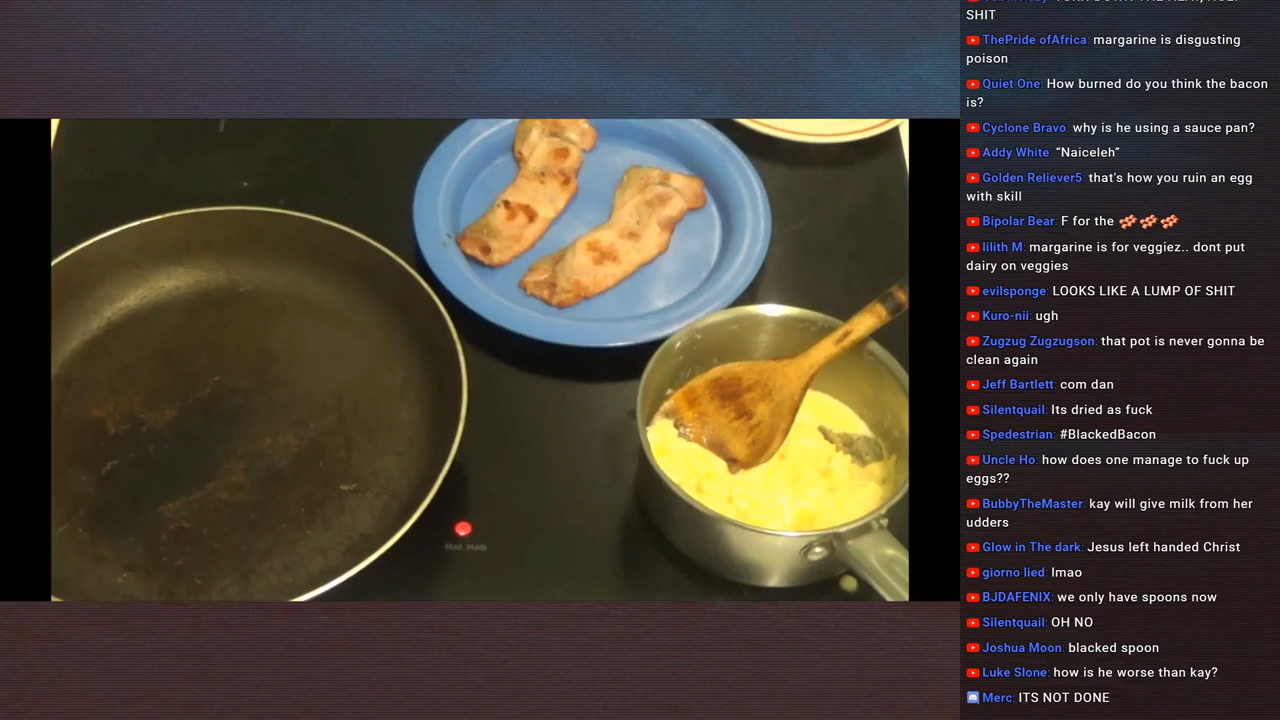 SHIT
ThePride ofAfrica: margarine is disgusting
poison
Quiet One: How burned do you think the bacon
is?
Cyclone Bravo: why is he using a sauce pan?
Addy White: “Naiceleh”
Golden Reliever5: that's how you ruin an egg
with skill
Bipolar Bear: F for the 🥓 🥓 🥓
lilith M: margarine is for veggiez.. dont put
dairy on veggies
evilsponge: LOOKS LIKE A LUMP OF SHIT
Kuro-nii: ugh
Zugzug Zugzugson: that pot is never gonna be
clean again
Jeff Bartlett: com dan
Silentquail: Its dried as fuck
Spedestrian: #BlackedBacon
Uncle Ho: how does one manage to fuck up
eggs??
BubbyTheMaster: kay will give milk from her
udders
Glow in The dark: Jesus left handed Christ
giorno lied: lmao
BJDAFENIX: we only have spoons now
Silentquail: OH NO
Joshua Moon: blacked spoon
Luke Slone: how is he worse than kay?
Merc: ITS NOT DONE
Hot Hob